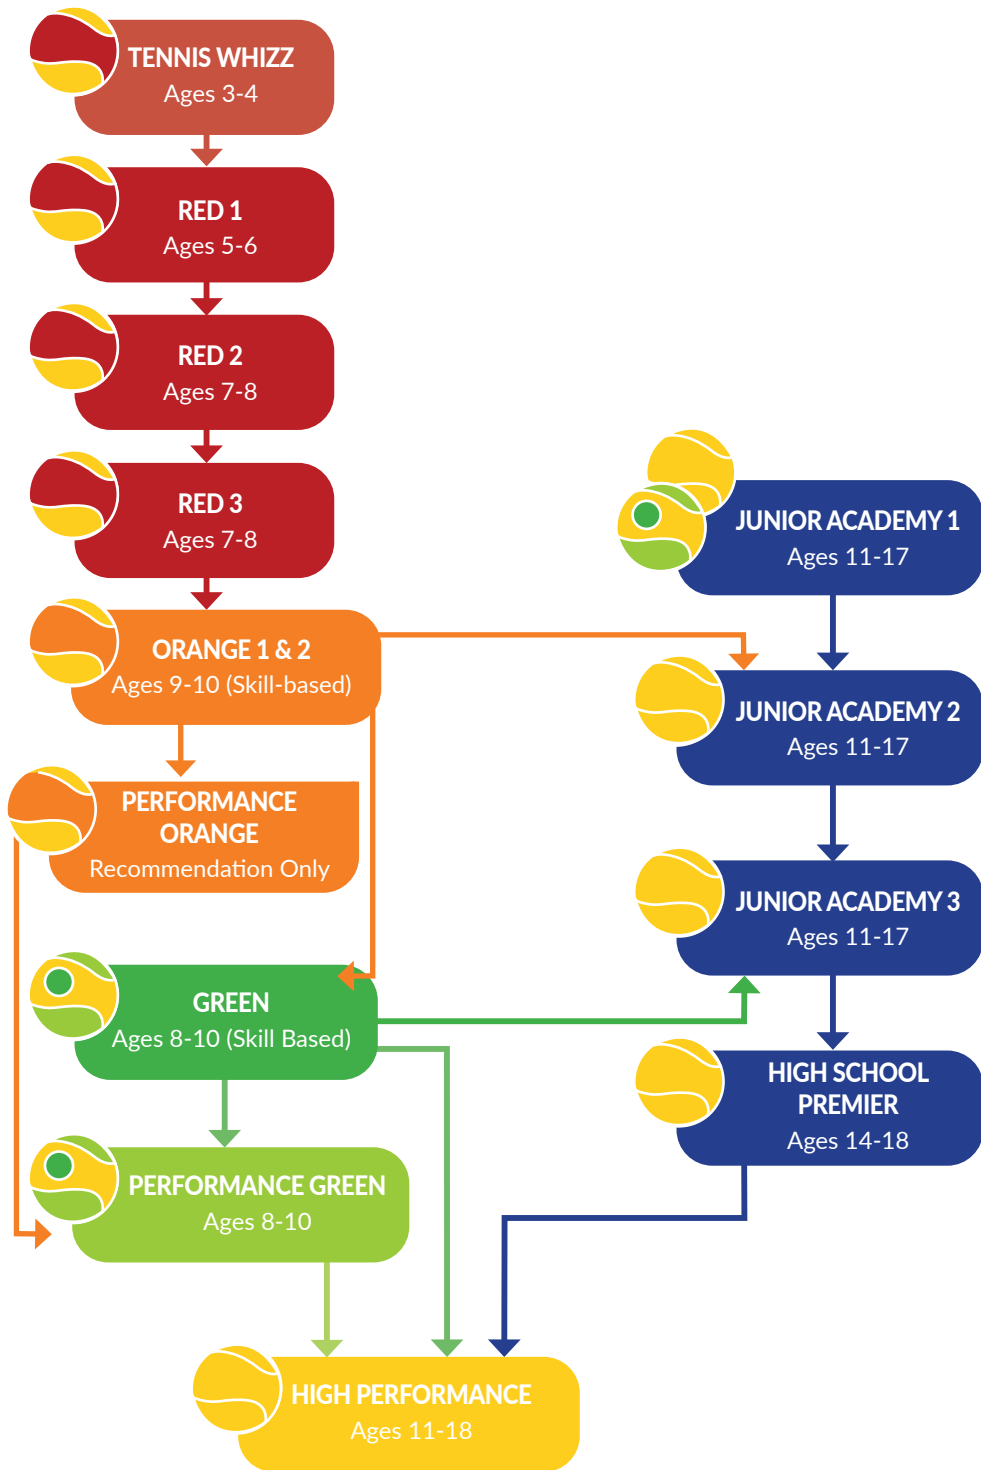 TENNIS WHIZZ
Ages 3-4
RED 1
Ages 5-6
RED 2
Ages 7-8
RED 3
Ages 7-8
ORANGE 1 & 2
Ages 9-10 (Skill-based)
PERFORMANCE
ORANGE
Recommendation Only
GREEN
Ages 8-10 (Skill Based)
PERFORMANCE GREEN
Ages 8-10
JUNIOR ACADEMY 1
Ages 11-17
JUNIOR ACADEMY 2
Ages 11-17
JUNIOR ACADEMY 3
Ages 11-17
HIGH SCHOOL
PREMIER
Ages 14-18
HIGH PERFORMANCE
Ages 11-18